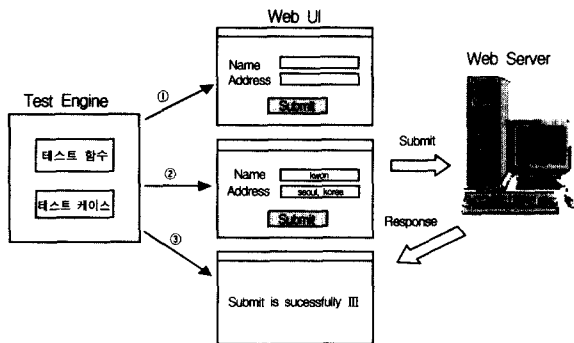 Web UI
Web Server
Test Engine
테스트 함수
테스트 케이스
①
②
③
Name
Address
Submit
Name kwon
Address seoul, korea
Submit
Submit
Response
Submit is sucessfully !!!